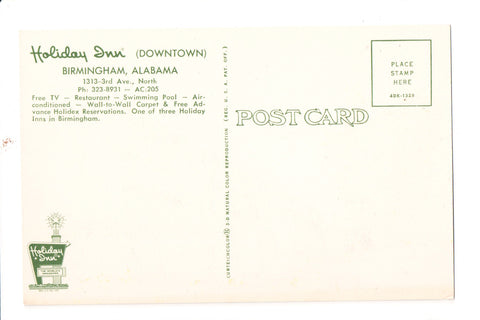 Holiday Inn (DOWNTOWN)
BIRMINGHAM, ALABAMA
1313-3rd Ave., North
Ph: 323-8931 — AC:205
Free TV — Restaurant — Swimming Pool — Air-
conditioned — Wall-to-Wall Carpet & Free Ad-
vance Holidex Reservations. One of three Holiday
Inns in Birmingham.
Holiday
Inn
POST CARD
PLACE
STAMP
HERE